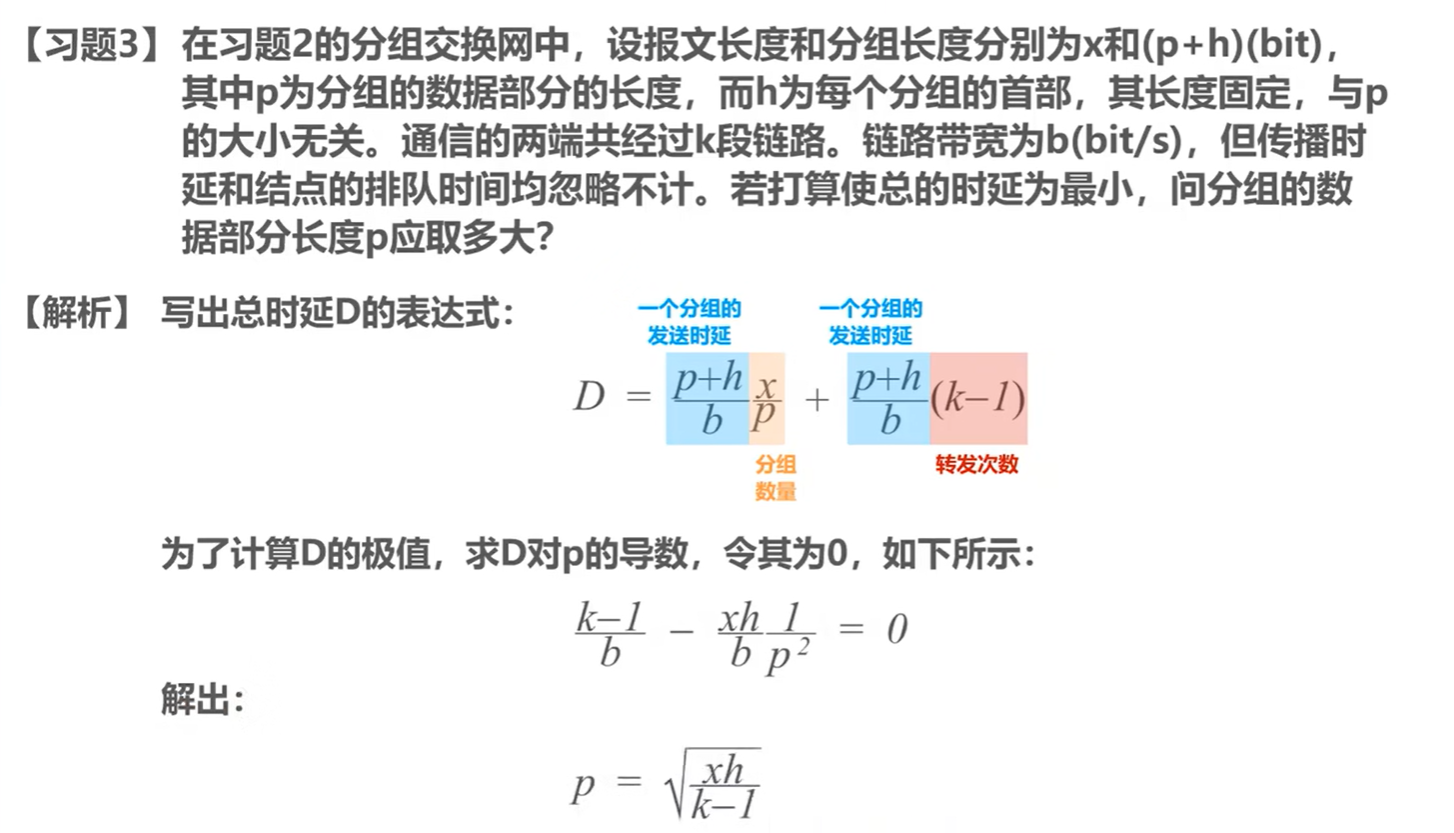 【习题3】在习题2的分组交换网中，设报文长度和分组长度分别为x和(p+h)(bit)，
其中p为分组的数据部分的长度，而h为每个分组的首部，其长度固定，与p
的大小无关。通信的两端共经过k段链路。链路带宽为b(bit/s)，但传播时
延和结点的排队时间均忽略不计。若打算使总的时延为最小，问分组的数
据部分长度p应取多大？
【解析】写出总时延D的表达式：
一个分组的
发送时延
一个分组的
发送时延
D = \frac{p+h}{b}\frac{x}{p} + \frac{p+h}{b}(k-1)
分组
数量
转发次数
为了计算D的极值，求D对p的导数，令其为0，如下所示：
\frac{k-1}{b} - \frac{xh}{b}\frac{1}{p^2} = 0
解出：
p = \sqrt{\frac{xh}{k-1}}